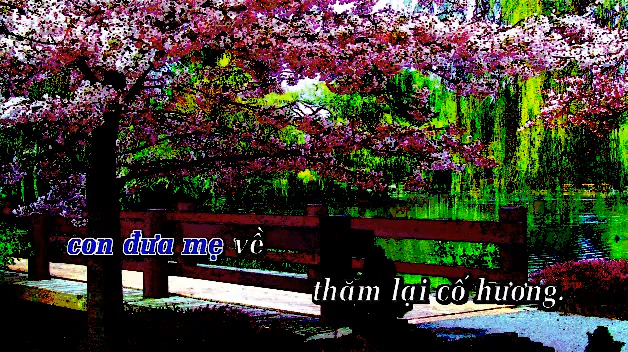 con đưa mẹ về
thăm lại cố hương.